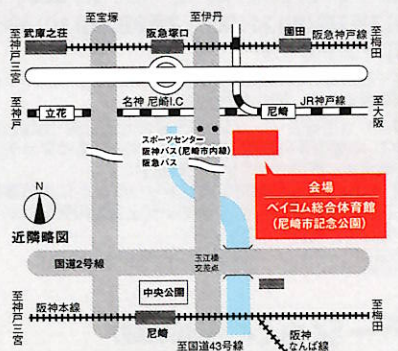 至宝塚
至伊丹
至神戸三宮
武庫之荘
阪急塚口
園田
阪急神戸線
至梅田
名神 尼崎I.C
JR神戸線
至神戸
立花
尼崎
至大阪
スポーツセンター
阪神バス(尼崎市内線)
阪急バス
会場
ベイコム総合体育館
(尼崎市記念公園)
N
近隣略図
国道2号線
玉江橋
交差点
中央公園
至神戸三宮
阪神本線
尼崎
至梅田
至国道43号線
阪神
なんば線